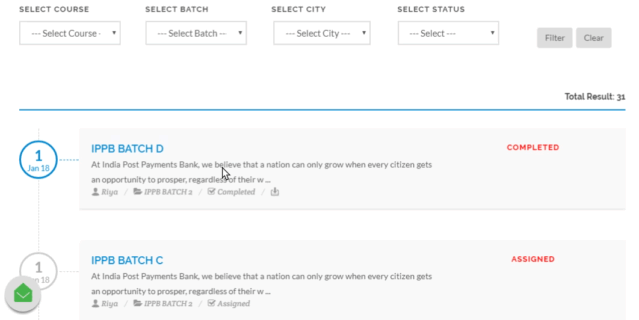 SELECT COURSE SELECT BATCH SELECT CITY SELECT STATUS
--- Select Course - --- Select Batch -- --- Select City --- --- Select --- Filter Clear
Total Result: 31
1
Jan 18
IPPB BATCH D
COMPLETED
At India Post Payments Bank, we believe that a nation can only grow when every citizen gets
an opportunity to prosper, regardless of their w ...
Riya / IPPB BATCH 2 / Completed /
1
18
IPPB BATCH C
ASSIGNED
At India Post Payments Bank, we believe that a nation can only grow when every citizen gets
an opportunity to prosper, regardless of their w ...
Riya / IPPB BATCH 2 / Assigned